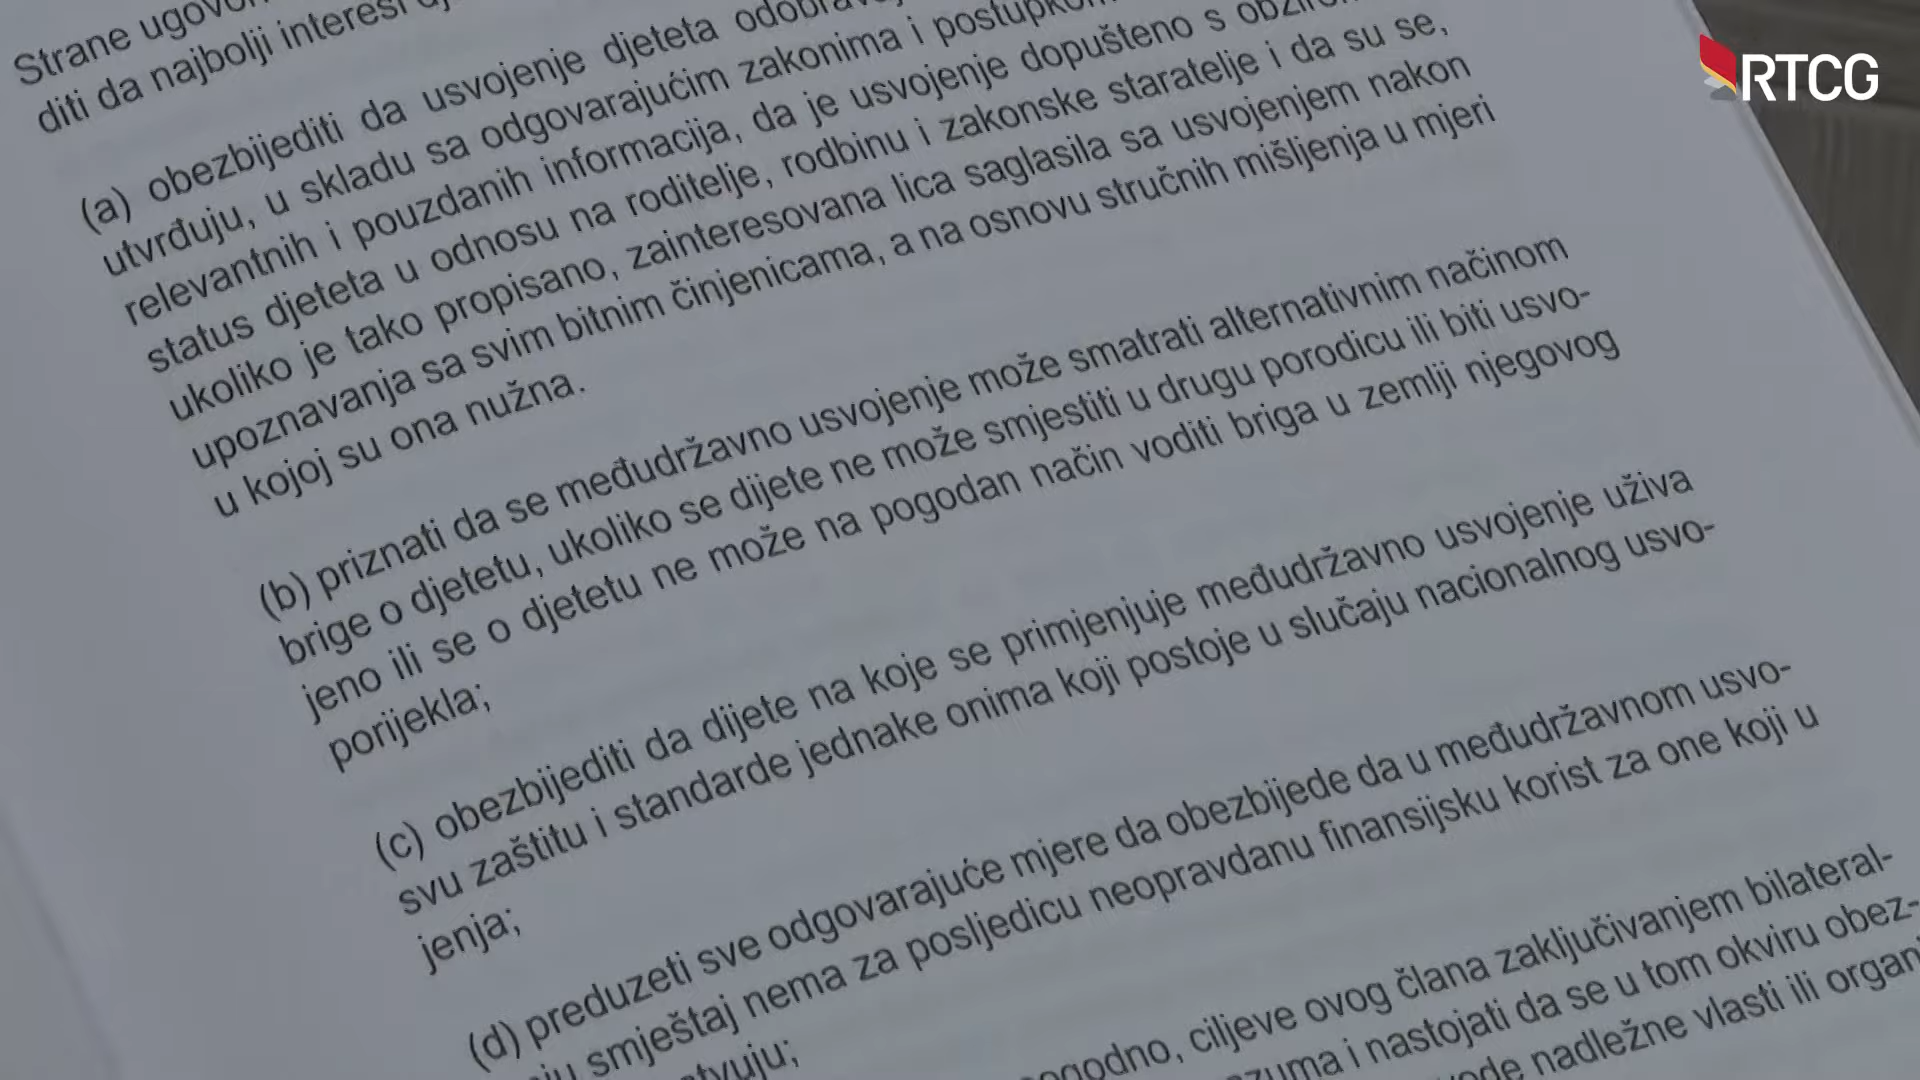 RTCG
Strane
diti da najbolji interesi
(a) obezbijediti da usvojenje djeteta
utvrđuju, u skladu sa odgovarajućim zakonima i
relevantnih i pouzdanih informacija, da je usvojenje dopušteno s
status djeteta u odnosu na roditelje, rodbinu i zakonske staratelje i da su se,
ukoliko je tako propisano, zainteresovana lica saglasila sa usvojenjem nakon
upoznavanja sa svim bitnim činjenicama, a na osnovu stručnih mišljenja u mjeri
u kojoj su ona nužna.
(b) priznati da se međudržavno usvojenje može smatrati alternativnim načinom
brige o djetetu, ukoliko se dijete ne može smjestiti u drugu porodicu ili biti usvo-
jeno ili se o djetetu ne može na pogodan način voditi briga u zemlji njegovog
porijekla;
(c) obezbijediti da dijete na koje se primjenjuje međudržavno usvojenje uživa
svu zaštitu i standarde jednake onima koji postoje u slučaju nacionalnog usvo-
jenja;
(d) preduzeti sve odgovarajuće mjere da obezbijede da u međudržavnom usvo-
smještaj nema za posljedicu neopravdanu finansijsku korist za one koji u
ciljeve ovog člana zaključivanjem bilateral-
i nastojati da se u tom okviru obez-
nadležne vlasti ili